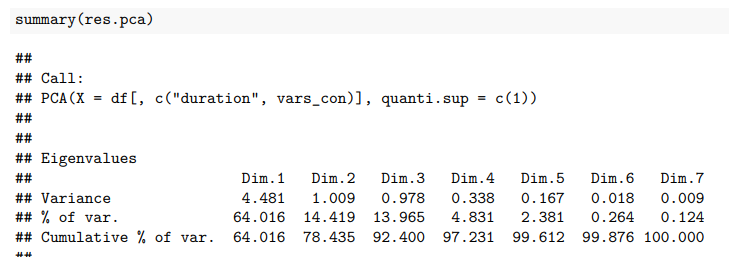 summary(res.pca)
##
## Call:
## PCA(X = df[, c("duration", vars_con)], quanti.sup = c(1))
##
##
## Eigenvalues
## Dim.1 Dim.2 Dim.3 Dim.4 Dim.5 Dim.6 Dim.7
## Variance 4.481 1.009 0.978 0.338 0.167 0.018 0.009
## % of var. 64.016 14.419 13.965 4.831 2.381 0.264 0.124
## Cumulative % of var. 64.016 78.435 92.400 97.231 99.612 99.876 100.000
##